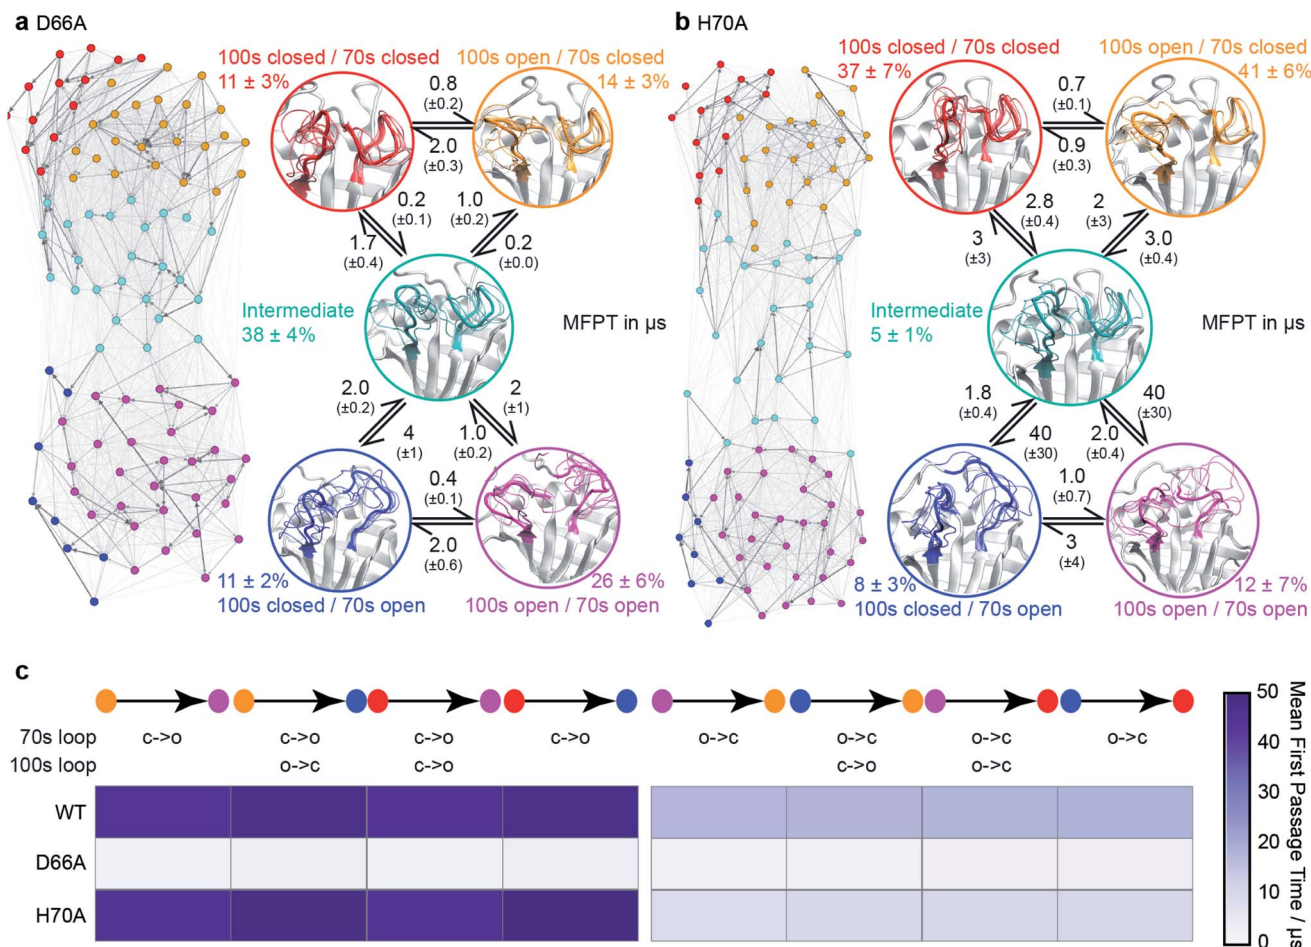 a D66A
100s closed / 70s closed
11 ± 3%
100s open / 70s closed
14 ± 3%
0.8
(±0.2)
2.0
(±0.3)
0.2
(±0.1)
1.7
(±0.4)
1.0
(±0.2)
0.2
(±0.0)
Intermediate
38 ± 4%
MFPT in µs
2.0
(±0.2)
4
(±1)
2
(±1)
1.0
(±0.2)
0.4
(±0.1)
2.0
(±0.6)
11 ± 2%
100s closed / 70s open
26 ± 6%
100s open / 70s open
b H70A
100s closed / 70s closed
37 ± 7%
100s open / 70s closed
41 ± 6%
0.7
(±0.1)
0.9
(±0.3)
2.8
(±0.4)
3
(±3)
2
(±3)
3.0
(±0.4)
Intermediate
5 ± 1%
MFPT in µs
1.8
(±0.4)
40
(±30)
40
(±30)
2.0
(±0.4)
1.0
(±0.7)
3
(±4)
8 ± 3%
100s closed / 70s open
12 ± 7%
100s open / 70s open
c
70s loop c->o c->o c->o c->o o->c o->c o->c o->c
100s loop o->c c->o c->o o->c
WT
D66A
H70A
50
40
30
20
10
0
Mean First Passage Time / µs